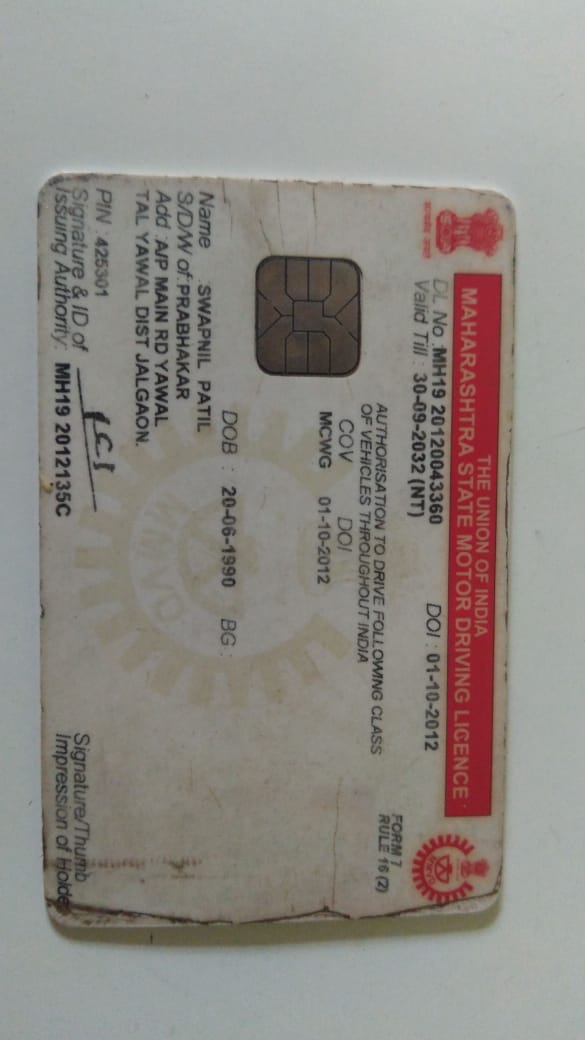 THE UNION OF INDIA
MAHARASHTRA STATE MOTOR DRIVING LICENCE
DL No : MH19 20120043360 DOI : 01-10-2012
Valid Till : 30-09-2032 (NT)
FORM 7
RULE 16 (2)
AUTHORISATION TO DRIVE FOLLOWING CLASS
OF VEHICLES THROUGHOUT INDIA
COV DOI
MCWG 01-10-2012
DOB : 20-06-1990 BG :
Name : SWAPNIL PATIL
S/D/W of : PRABHAKAR
Add : A/P MAIN RD YAWAL
TAL YAWAL DIST JALGAON.
PIN : 425301
Signature & ID of
Issuing Authority: MH19 2012135C
Signature/Thumb
Impression of Holde